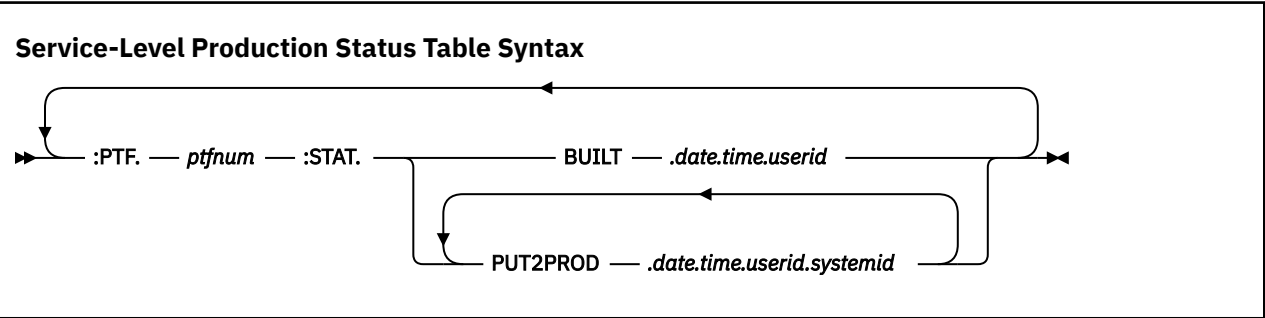 Service-Level Production Status Table Syntax
:PTF. ptfnum :STAT. BUILT .date.time.userid
PUT2PROD .date.time.userid.systemid